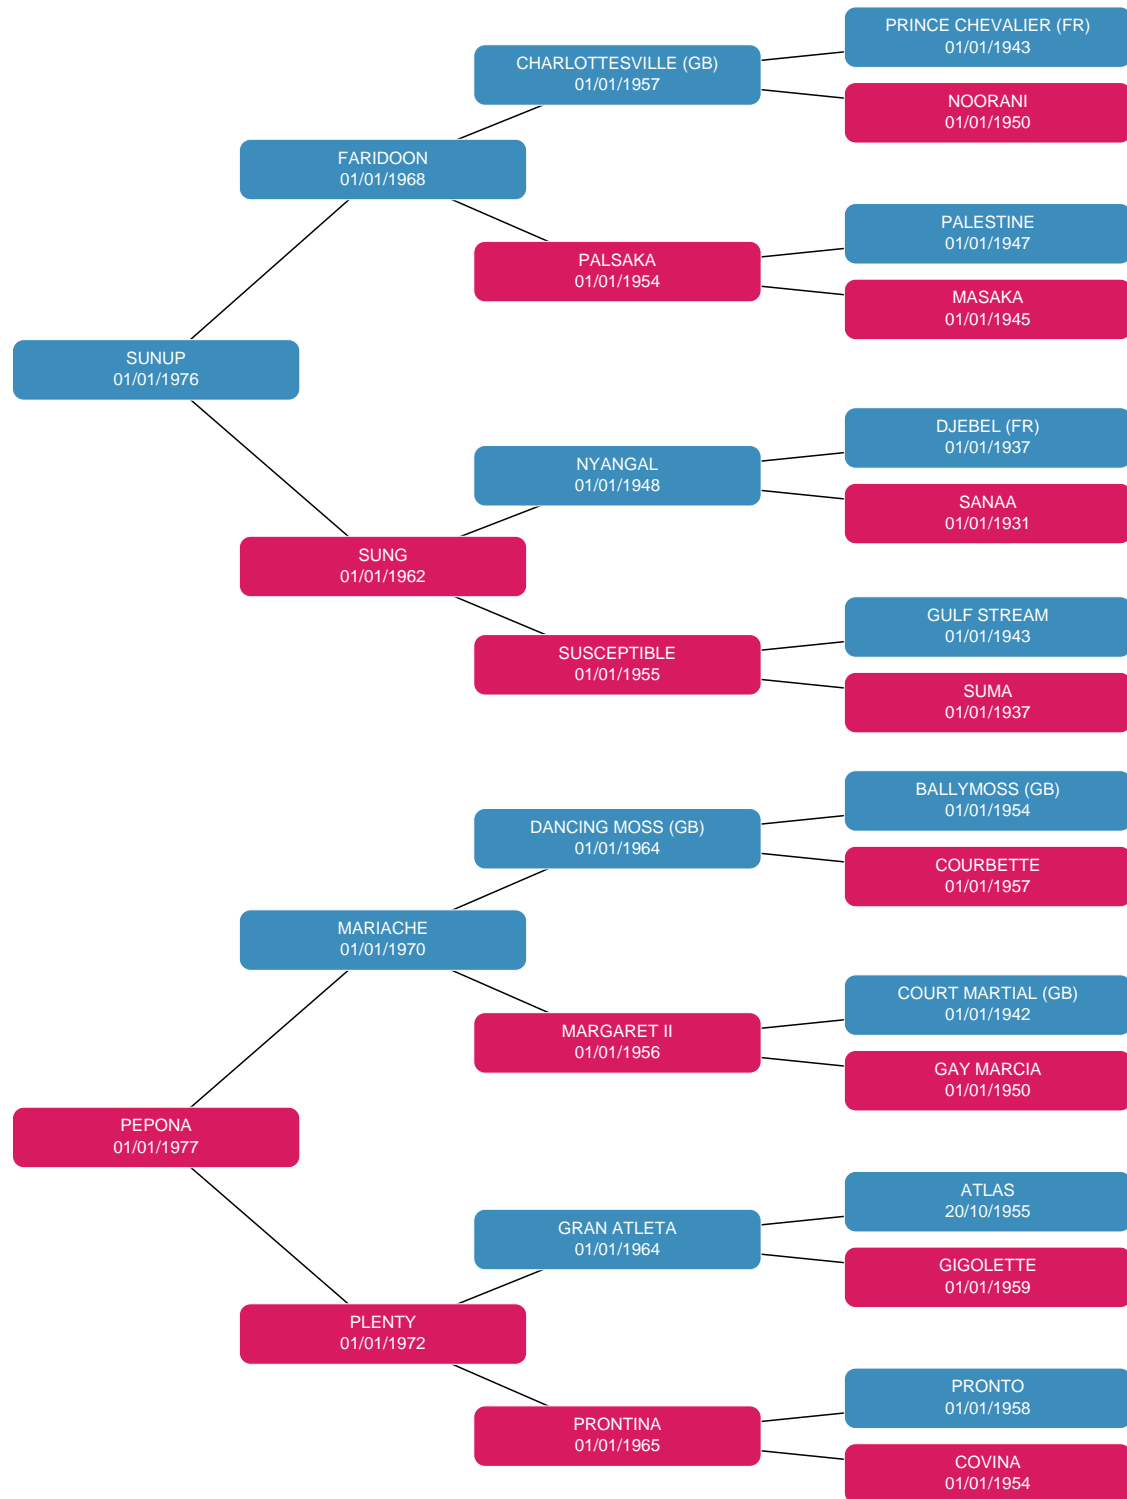 PRINCE CHEVALIER (FR)
01/01/1943
CHARLOTTESVILLE (GB)
01/01/1957
NOORANI
01/01/1950
FARIDOON
01/01/1968
PALESTINE
01/01/1947
PALSAKA
01/01/1954
MASAKA
01/01/1945
SUNUP
01/01/1976
DJEBEL (FR)
01/01/1937
NYANGAL
01/01/1948
SANAA
01/01/1931
SUNG
01/01/1962
GULF STREAM
01/01/1943
SUSCEPTIBLE
01/01/1955
SUMA
01/01/1937
BALLYMOSS (GB)
01/01/1954
DANCING MOSS (GB)
01/01/1964
COURBETTE
01/01/1957
MARIACHE
01/01/1970
COURT MARTIAL (GB)
01/01/1942
MARGARET II
01/01/1956
GAY MARCIA
01/01/1950
PEPONA
01/01/1977
ATLAS
20/10/1955
GRAN ATLETA
01/01/1964
GIGOLETTE
01/01/1959
PLENTY
01/01/1972
PRONTO
01/01/1958
PRONTINA
01/01/1965
COVINA
01/01/1954